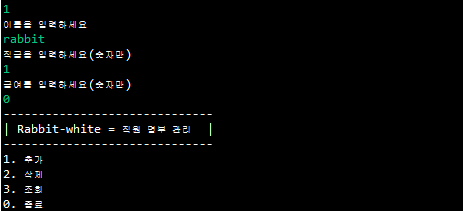 1
이름을 입력하세요
rabbit
직급을 입력하세요(숫자만)
1
급여를 입력하세요(숫자만)
0
------------------------------
| Rabbit-white = 직원 명부 관리 |
------------------------------
1. 추가
2. 삭제
3. 조회
0. 종료